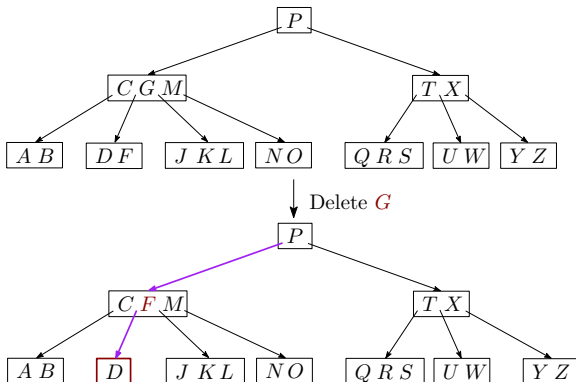 P
C G M T X
A B D F J K L N O Q R S U W Y Z
Delete G
P
C F M T X
A B D J K L N O Q R S U W Y Z